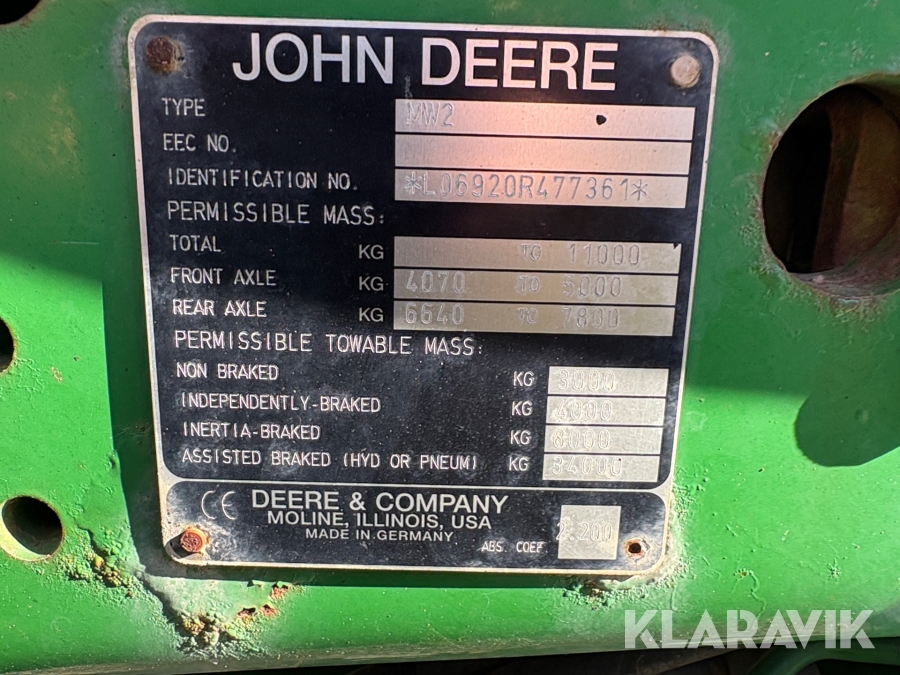 JOHN DEERE
TYPE MW2
EEC NO.
IDENTIFICATION NO. *L06920R477361*
PERMISSIBLE MASS:
TOTAL KG TO 11000
FRONT AXLE KG 4070 TO 5000
REAR AXLE KG 6640 TO 7800
PERMISSIBLE TOWABLE MASS:
NON BRAKED KG 3000
INDEPENDENTLY-BRAKED KG
INERTIA-BRAKED KG
ASSISTED BRAKED (HYD OR PNEUM) KG 34000
CE DEERE & COMPANY
MOLINE, ILLINOIS, USA
MADE IN GERMANY
ABS. COEF. 2.200
KLARAVIK